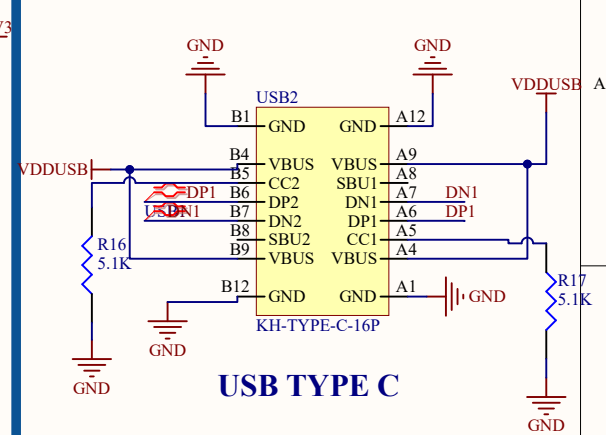 V3
GND
GND
VDDUSB
A
USB2
B1
GND
GND
A12
VDDUSB
B4
VBUS
VBUS
A9
B5
CC2
SBU1
A8
DP1
B6
DP2
DN1
A7
DN1
DN1
B7
DN2
DP1
A6
DP1
B8
SBU2
CC1
A5
B9
VBUS
VBUS
A4
R16
5.1K
R17
5.1K
B12
GND
GND
A1
GND
KH-TYPE-C-16P
GND
GND
USB TYPE C
GND